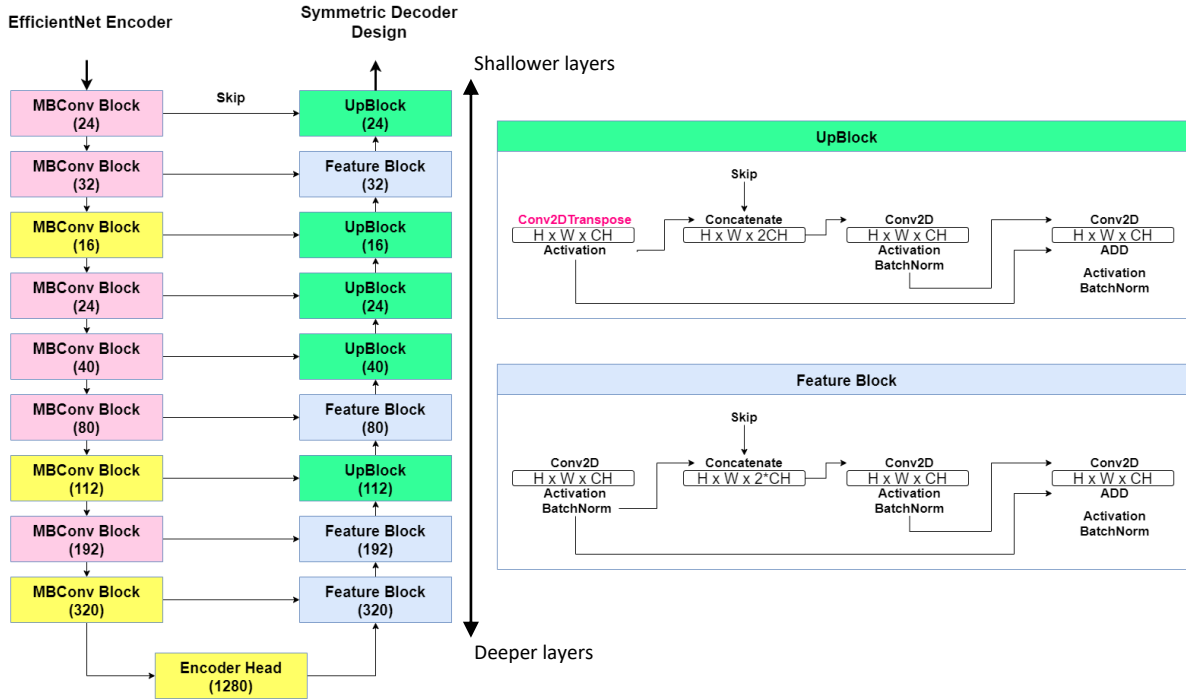 EfficientNet Encoder
Symmetric Decoder
Design
MBConv Block
(24)
Skip
UpBlock
(24)
MBConv Block
(32)
Feature Block
(32)
MBConv Block
(16)
UpBlock
(16)
MBConv Block
(24)
UpBlock
(24)
MBConv Block
(40)
UpBlock
(40)
MBConv Block
(80)
Feature Block
(80)
MBConv Block
(112)
UpBlock
(112)
MBConv Block
(192)
Feature Block
(192)
MBConv Block
(320)
Feature Block
(320)
Encoder Head
(1280)
Shallower layers
Deeper layers
UpBlock
Skip
Conv2DTranspose
H x W x CH
Activation
Concatenate
H x W x 2CH
Conv2D
H x W x CH
Activation
BatchNorm
Conv2D
H x W x CH
ADD
Activation
BatchNorm
Feature Block
Skip
Conv2D
H x W x CH
Activation
BatchNorm
Concatenate
H x W x 2*CH
Conv2D
H x W x CH
Activation
BatchNorm
Conv2D
H x W x CH
ADD
Activation
BatchNorm